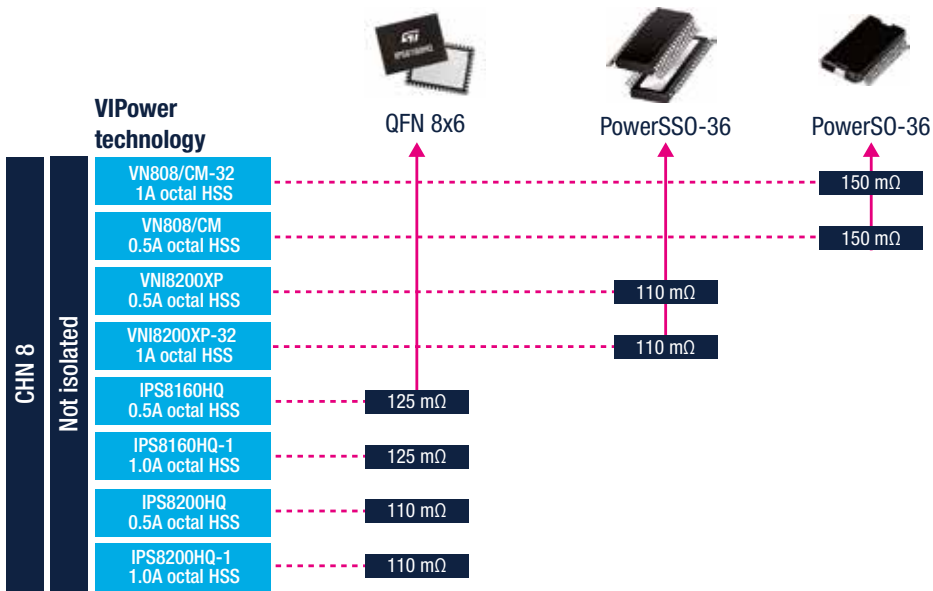 IPS8160HQ
QFN 8x6
PowerSSO-36
PowerSO-36
VIPower
technology
CHN 8
Not isolated
VN808/CM-32
1A octal HSS
150 mΩ
VN808/CM
0.5A octal HSS
150 mΩ
VNI8200XP
0.5A octal HSS
110 mΩ
VNI8200XP-32
1A octal HSS
110 mΩ
IPS8160HQ
0.5A octal HSS
125 mΩ
IPS8160HQ-1
1.0A octal HSS
125 mΩ
IPS8200HQ
0.5A octal HSS
110 mΩ
IPS8200HQ-1
1.0A octal HSS
110 mΩ